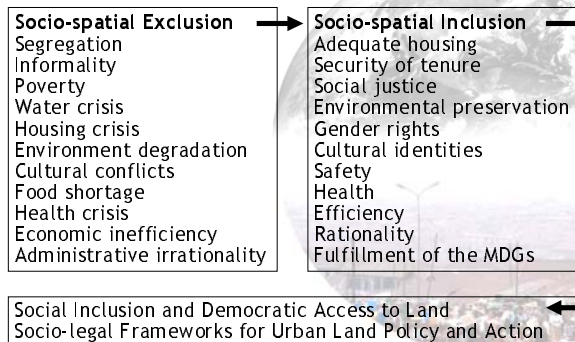 Socio-spatial Exclusion
Segregation
Informality
Poverty
Water crisis
Housing crisis
Environment degradation
Cultural conflicts
Food shortage
Health crisis
Economic inefficiency
Administrative irrationality
Socio-spatial Inclusion
Adequate housing
Security of tenure
Social justice
Environmental preservation
Gender rights
Cultural identities
Safety
Health
Efficiency
Rationality
Fulfillment of the MDGs
Social Inclusion and Democratic Access to Land
Socio-legal Frameworks for Urban Land Policy and Action